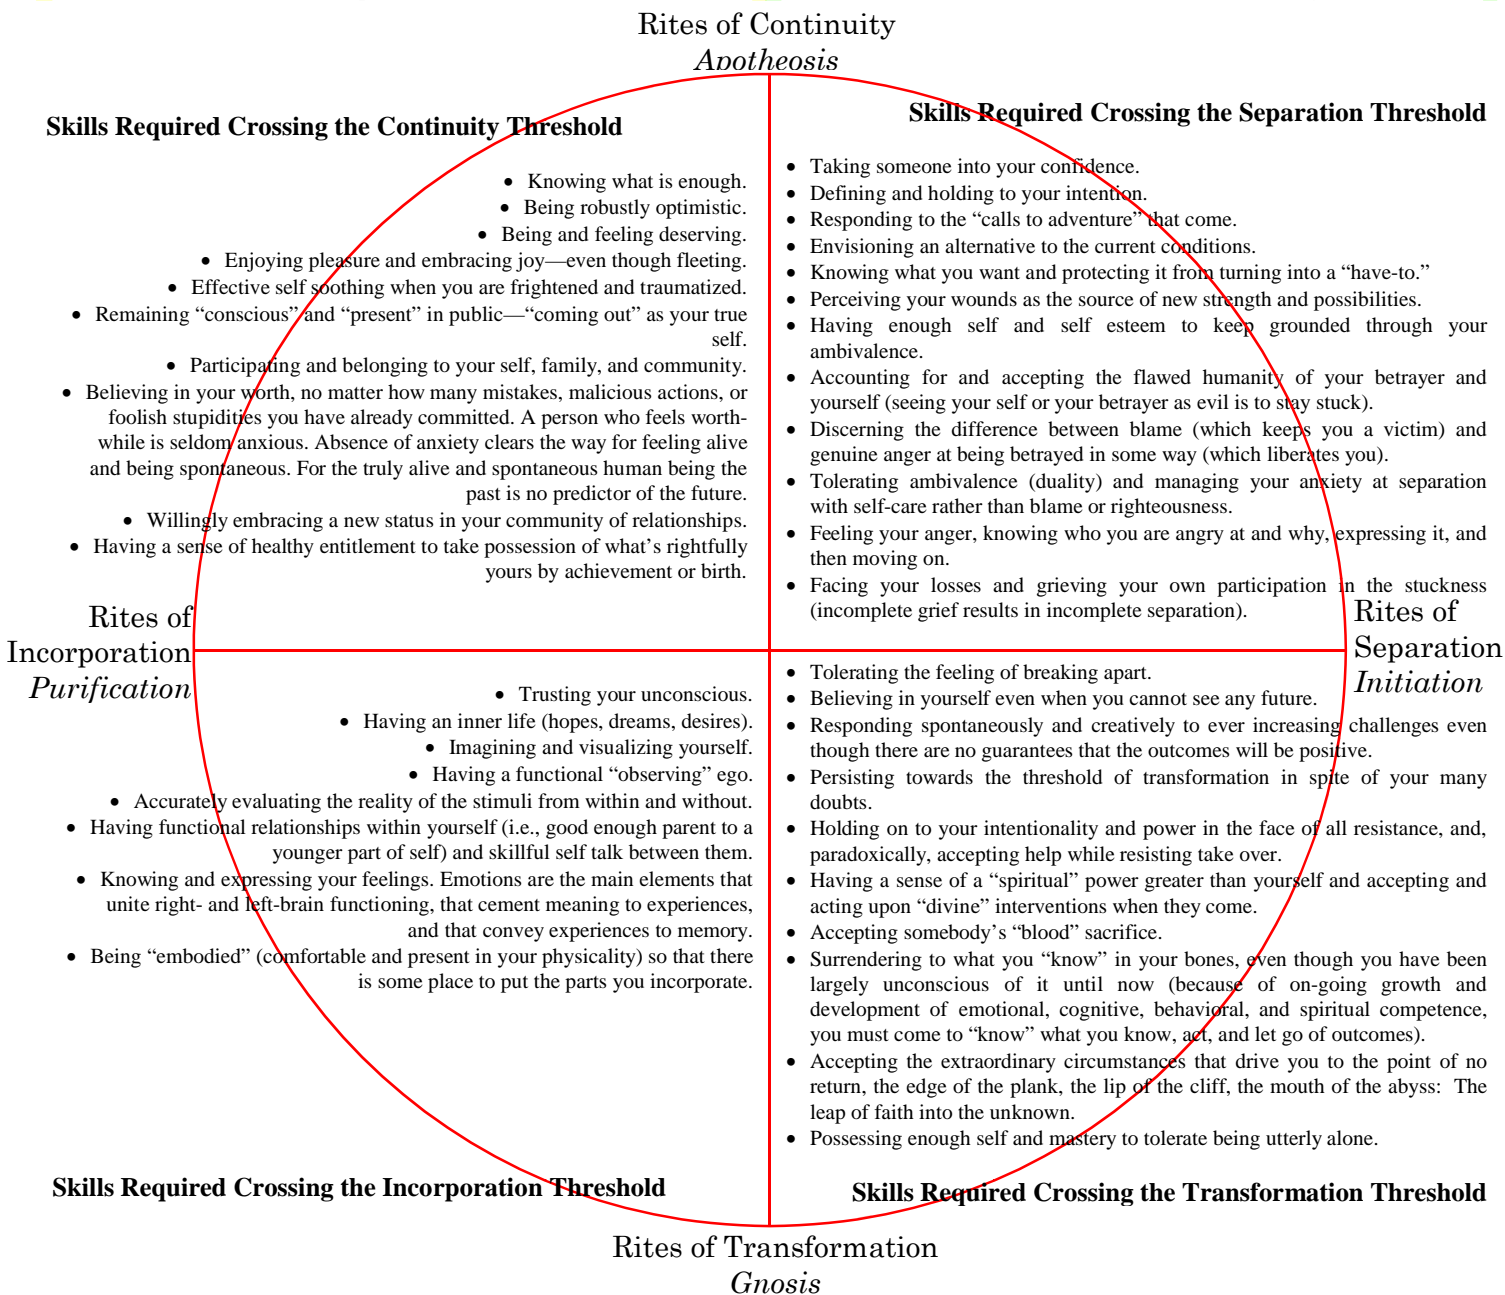 Rites of Continuity
Apotheosis
Skills Required Crossing the Continuity Threshold
• Knowing what is enough.
• Being robustly optimistic.
• Being and feeling deserving.
• Enjoying pleasure and embracing joy—even though fleeting.
• Effective self soothing when you are frightened and traumatized.
• Remaining “conscious” and “present” in public—“coming out” as your true
self.
• Participating and belonging to your self, family, and community.
• Believing in your worth, no matter how many mistakes, malicious actions, or
foolish stupidities you have already committed. A person who feels worth-
while is seldom anxious. Absence of anxiety clears the way for feeling alive
and being spontaneous. For the truly alive and spontaneous human being the
past is no predictor of the future.
• Willingly embracing a new status in your community of relationships.
• Having a sense of healthy entitlement to take possession of what’s rightfully
yours by achievement or birth.
Skills Required Crossing the Separation Threshold
• Taking someone into your confidence.
• Defining and holding to your intention.
• Responding to the “calls to adventure” that come.
• Envisioning an alternative to the current conditions.
• Knowing what you want and protecting it from turning into a “have-to.”
• Perceiving your wounds as the source of new strength and possibilities.
• Having enough self and self esteem to keep grounded through your
ambivalence.
• Accounting for and accepting the flawed humanity of your betrayer and
yourself (seeing your self or your betrayer as evil is to stay stuck).
• Discerning the difference between blame (which keeps you a victim) and
genuine anger at being betrayed in some way (which liberates you).
• Tolerating ambivalence (duality) and managing your anxiety at separation
with self-care rather than blame or righteousness.
• Feeling your anger, knowing who you are angry at and why, expressing it, and
then moving on.
• Facing your losses and grieving your own participation in the stuckness
(incomplete grief results in incomplete separation).
Rites of
Incorporation
Purification
Rites of
Separation
Initiation
• Trusting your unconscious.
• Having an inner life (hopes, dreams, desires).
• Imagining and visualizing yourself.
• Having a functional “observing” ego.
• Accurately evaluating the reality of the stimuli from within and without.
• Having functional relationships within yourself (i.e., good enough parent to a
younger part of self) and skillful self talk between them.
• Knowing and expressing your feelings. Emotions are the main elements that
unite right- and left-brain functioning, that cement meaning to experiences,
and that convey experiences to memory.
• Being “embodied” (comfortable and present in your physicality) so that there
is some place to put the parts you incorporate.
Skills Required Crossing the Incorporation Threshold
• Tolerating the feeling of breaking apart.
• Believing in yourself even when you cannot see any future.
• Responding spontaneously and creatively to ever increasing challenges even
though there are no guarantees that the outcomes will be positive.
• Persisting towards the threshold of transformation in spite of your many
doubts.
• Holding on to your intentionality and power in the face of all resistance, and,
paradoxically, accepting help while resisting take over.
• Having a sense of a “spiritual” power greater than yourself and accepting and
acting upon “divine” interventions when they come.
• Accepting somebody’s “blood” sacrifice.
• Surrendering to what you “know” in your bones, even though you have been
largely unconscious of it until now (because of on-going growth and
development of emotional, cognitive, behavioral, and spiritual competence,
you must come to “know” what you know, act, and let go of outcomes).
• Accepting the extraordinary circumstances that drive you to the point of no
return, the edge of the plank, the lip of the cliff, the mouth of the abyss: The
leap of faith into the unknown.
• Possessing enough self and mastery to tolerate being utterly alone.
Skills Required Crossing the Transformation Threshold
Rites of Transformation
Gnosis